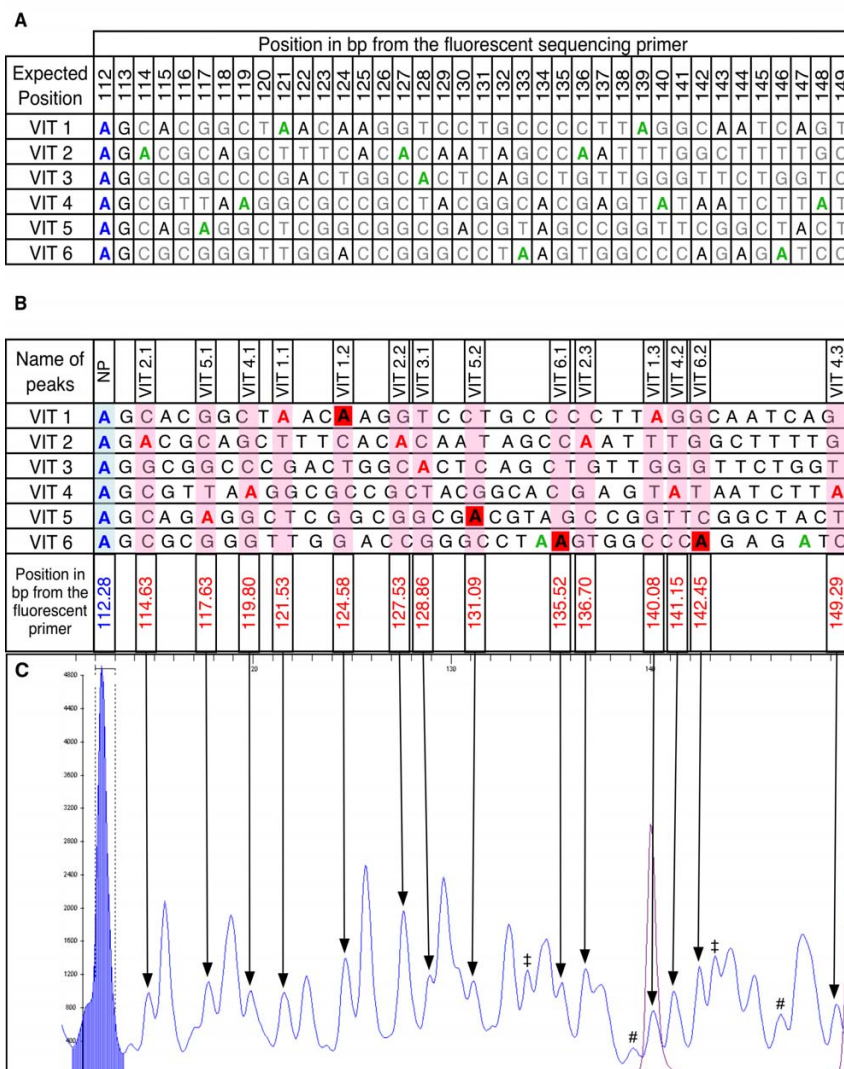 A
Position in bp from the fluorescent sequencing primer
Expected Position 112 113 114 115 116 117 118 119 120 121 122 123 124 125 126 127 128 129 130 131 132 133 134 135 136 137 138 139 140 141 142 143 144 145 146 147 148 149
VIT 1 A G C A C G G C T A A C A A G G T C C T G C C C C T T A G G C A A T C A G T
VIT 2 A G A C G C A G C T T T C A C A C A A T A G C C A A T T T G G C T T T T G C
VIT 3 A G G C G G C C C G A C T G G C A C T C A G C T G T T G G G T T C T G G T C
VIT 4 A G C G T T A A G G C G C C G C T A C G G C A C G A G T A T A A T C T T A T
VIT 5 A G C A G A G G C T C G G C G G C G A C G T A G C C G G T T C G G C T A C T
VIT 6 A G C G C G G G T T G G A C C G G G C C T A A G T G G C C C A G A G A T C C
B
Name of peaks NP VIT 2.1 VIT 5.1 VIT 4.1 VIT 1.1 VIT 1.2 VIT 2.2 VIT 3.1 VIT 5.2 VIT 6.1 VIT 2.3 VIT 1.3 VIT 4.2 VIT 6.2 VIT 4.3
VIT 1 A G C A C G G C T A A C A A G G T C C T G C C C C T T A G G C A A T C A G
VIT 2 A G A C G C A G C T T T C A C A C A A T A G C C A A T T T G G C T T T T G
VIT 3 A G G C G G C C C G A C T G G C A C T C A G C T G T T G G G T T C T G G T
VIT 4 A G C G T T A A G G C G C C G C T A C G G C A C G A G T A T A A T C T T A
VIT 5 A G C A G A G G C T C G G C G G C G A C G T A G C C G G T T C G G C T A C T
VIT 6 A G C G C G G G T T G G A C C G G G C C T A A G T G G C C C A G A G A T C
Position in bp from the fluorescent primer 112.28 114.63 117.63 119.80 121.53 124.58 127.53 128.86 131.09 135.52 136.70 140.08 141.15 142.45 149.29
C
20 130 140
4800
4400
4000
3600
3200
2800
2400
2000
1600
1200
800
400
‡ ‡
# #